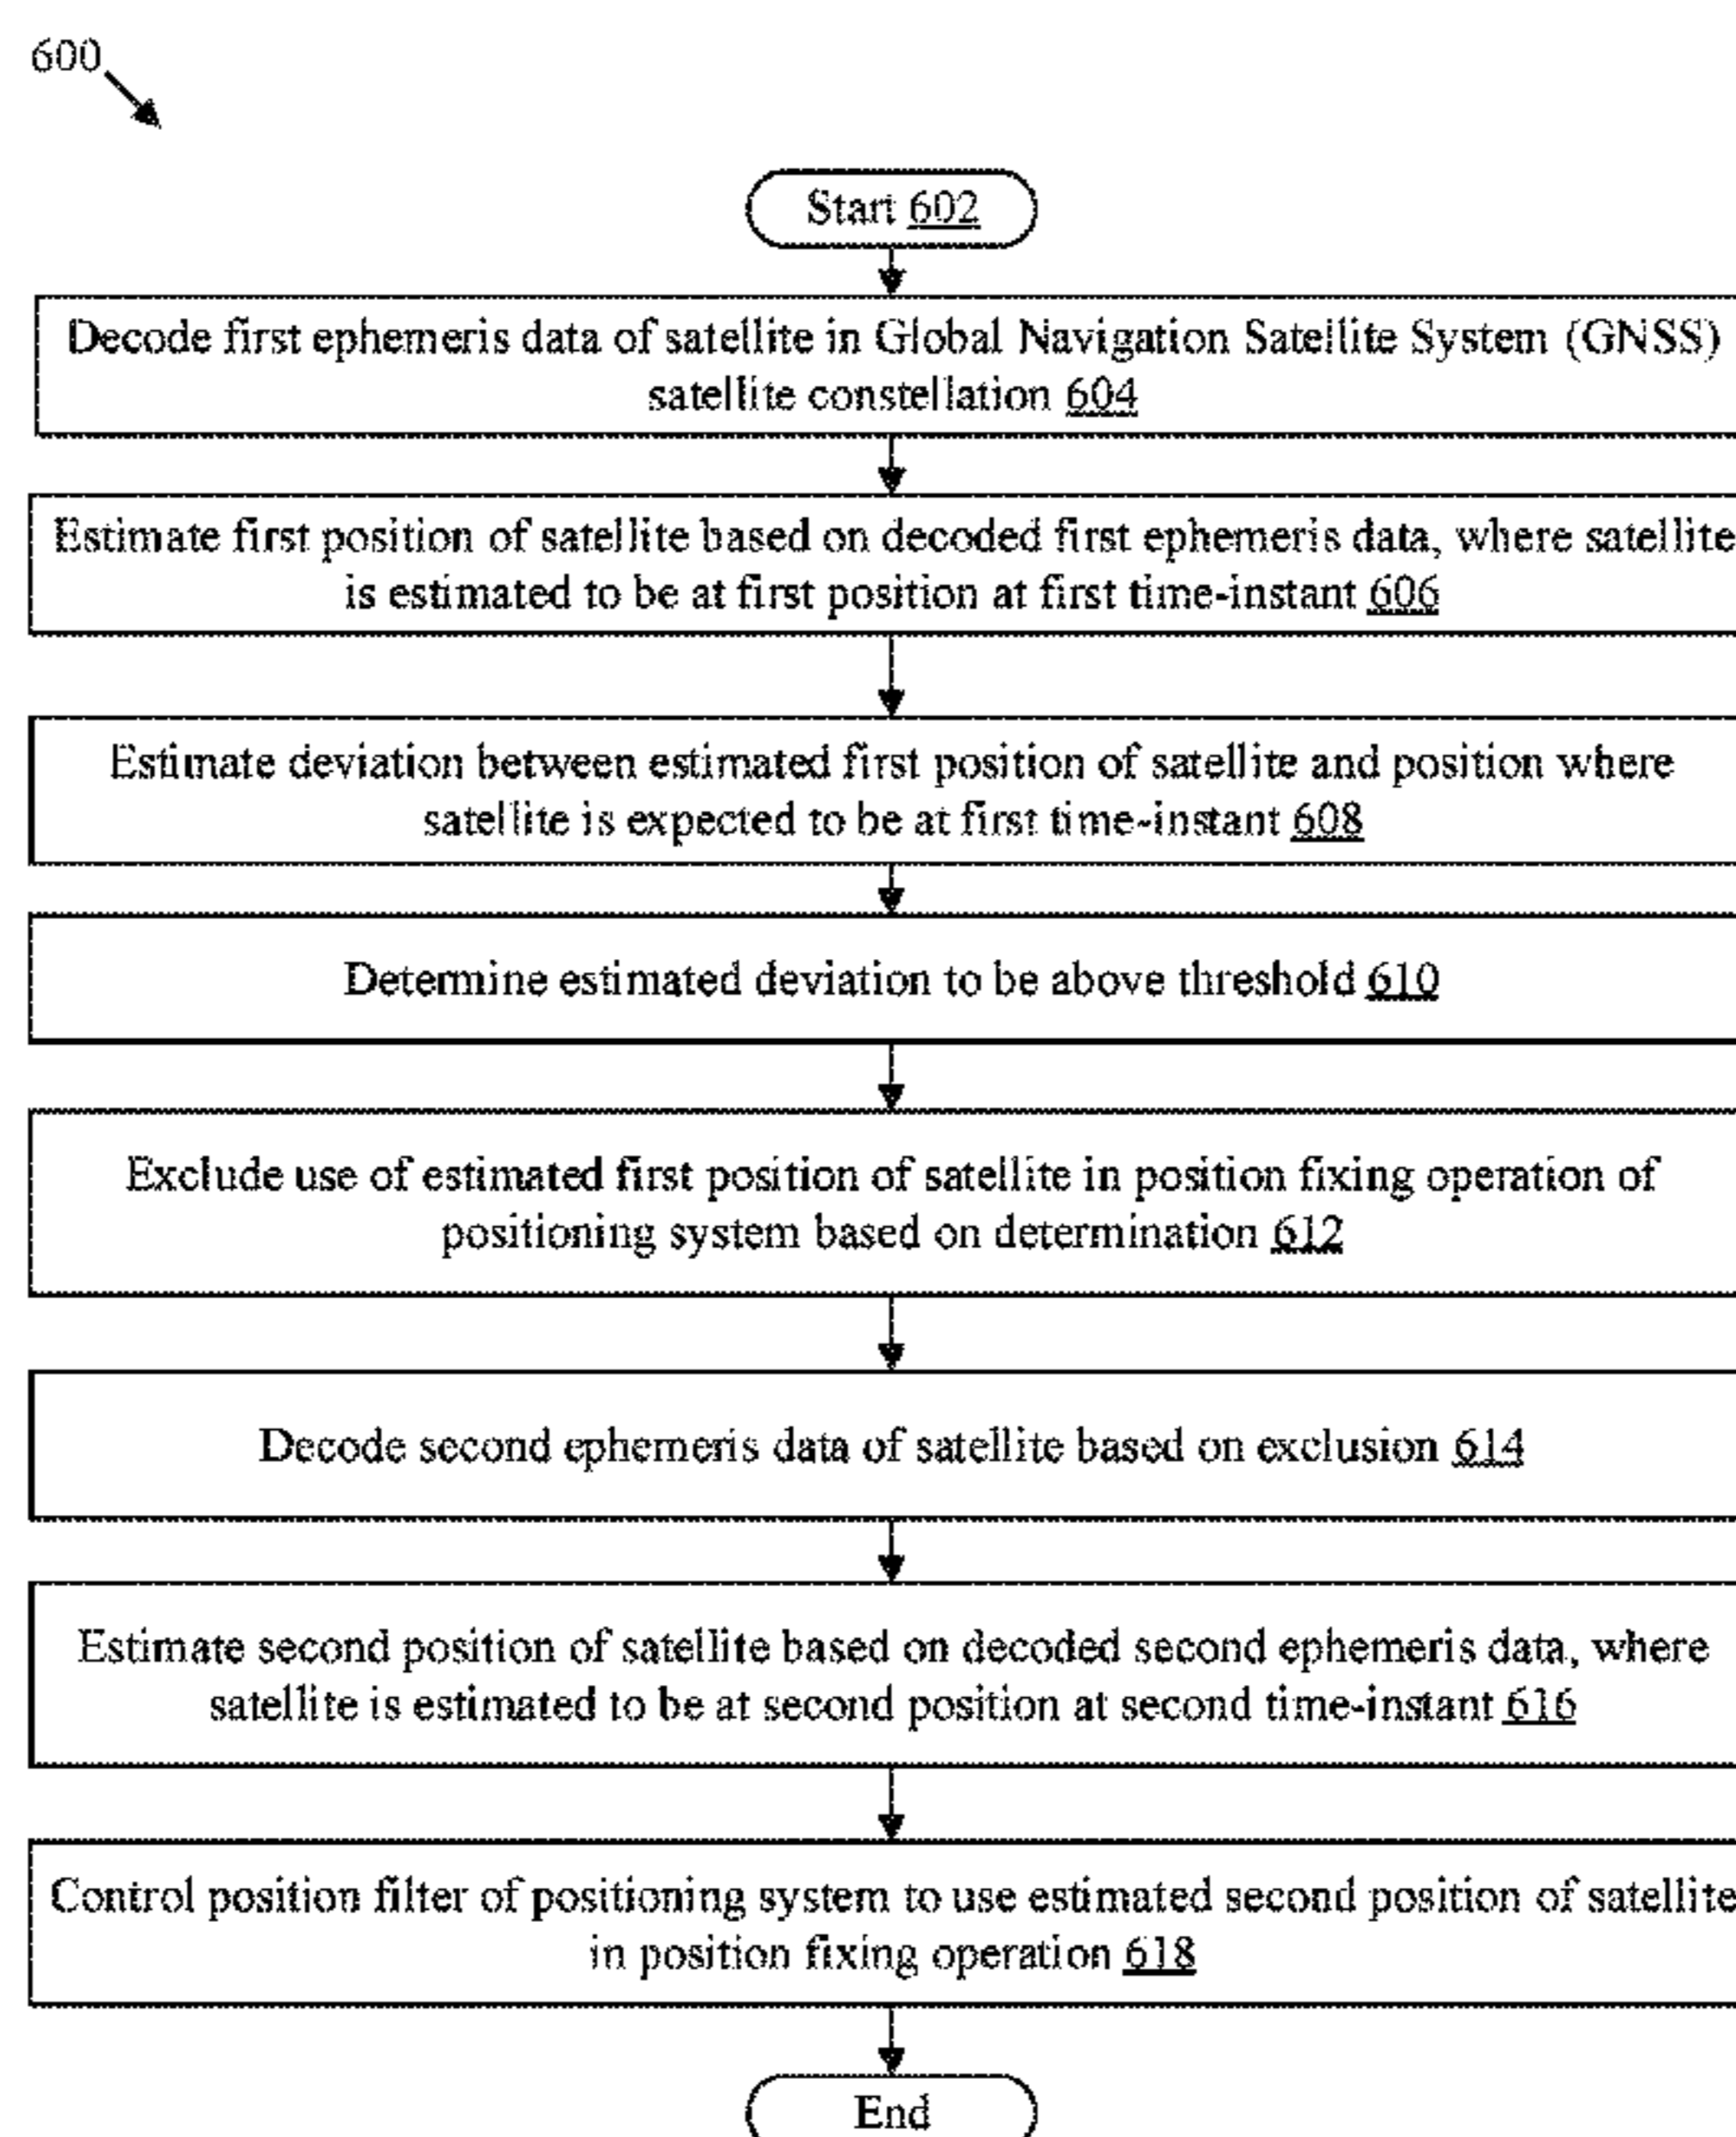 600
Start 602
Decode first ephemeris data of satellite in Global Navigation Satellite System (GNSS)
satellite constellation 604
Estimate first position of satellite based on decoded first ephemeris data, where satellite
is estimated to be at first position at first time-instant 606
Estimate deviation between estimated first position of satellite and position where
satellite is expected to be at first time-instant 608
Determine estimated deviation to be above threshold 610
Exclude use of estimated first position of satellite in position fixing operation of
positioning system based on determination 612
Decode second ephemeris data of satellite based on exclusion 614
Estimate second position of satellite based on decoded second ephemeris data, where
satellite is estimated to be at second position at second time-instant 616
Control position filter of positioning system to use estimated second position of satellite
in position fixing operation 618
End